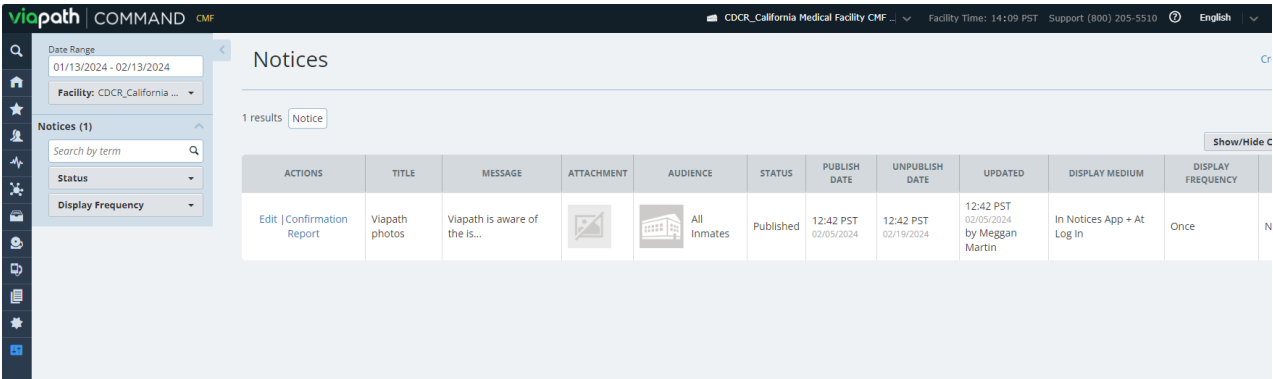 viapath | COMMAND CMF
CDCR_California Medical Facility CMF ... Facility Time: 14:09 PST Support (800) 205-5510 ? English
Date Range
01/13/2024 - 02/13/2024
Facility: CDCR_California ...
Notices (1)
Search by term
Status
Display Frequency
Notices
Cr
1 results Notice
Show/Hide C
ACTIONS TITLE MESSAGE ATTACHMENT AUDIENCE STATUS PUBLISH DATE UNPUBLISH DATE UPDATED DISPLAY MEDIUM DISPLAY FREQUENCY
Edit | Confirmation Report
Viapath photos
Viapath is aware of the is...
All Inmates
Published
12:42 PST
02/05/2024
12:42 PST
02/19/2024
12:42 PST
02/05/2024
by Meggan Martin
In Notices App + At Log In
Once
N